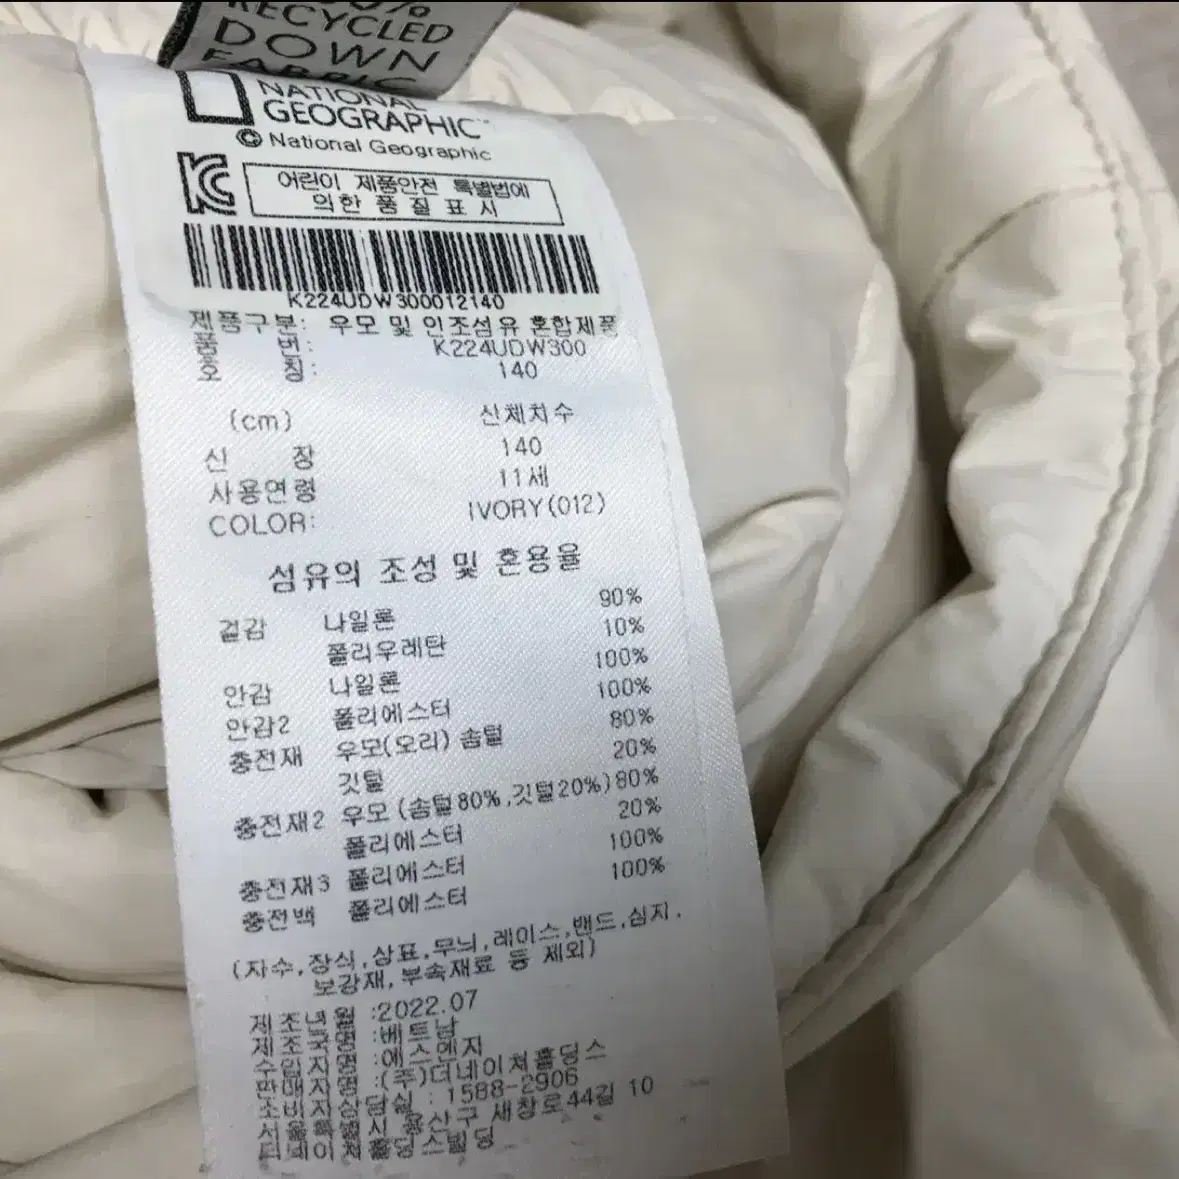 RECYCLED
DOWN
FABRIC
NATIONAL
GEOGRAPHIC™
© National Geographic
어린이 제품안전 특별법에
의한 품질표시
K224UDW300012140
제품구분: 우모 및 인조섬유 혼합제품
품 번: K224UDW300
호 칭: 140
(cm) 신체치수
신 장 140
사용연령 11세
COLOR: IVORY(012)
섬유의 조성 및 혼용율
겉감 나일론 90%
폴리우레탄 10%
안감 나일론 100%
안감2 폴리에스터 100%
충전재 우모(오리) 솜털 80%
깃털 20%
충전재2 우모 (솜털80%,깃털20%)80%
폴리에스터 20%
충전재3 폴리에스터 100%
충전백 폴리에스터 100%
(자수,장식,상표,무늬,레이스,밴드,심지,
보강재,부속재료 등 제외)
제조년월 :2022.07
제조국명 :베트남
수입자명 :에스엔지
판매자명 :(주)더네이쳐홀딩스
소비자상담실 : 1588-2906
서울특별시 용산구 새창로44길 10
더네이쳐홀딩스빌딩